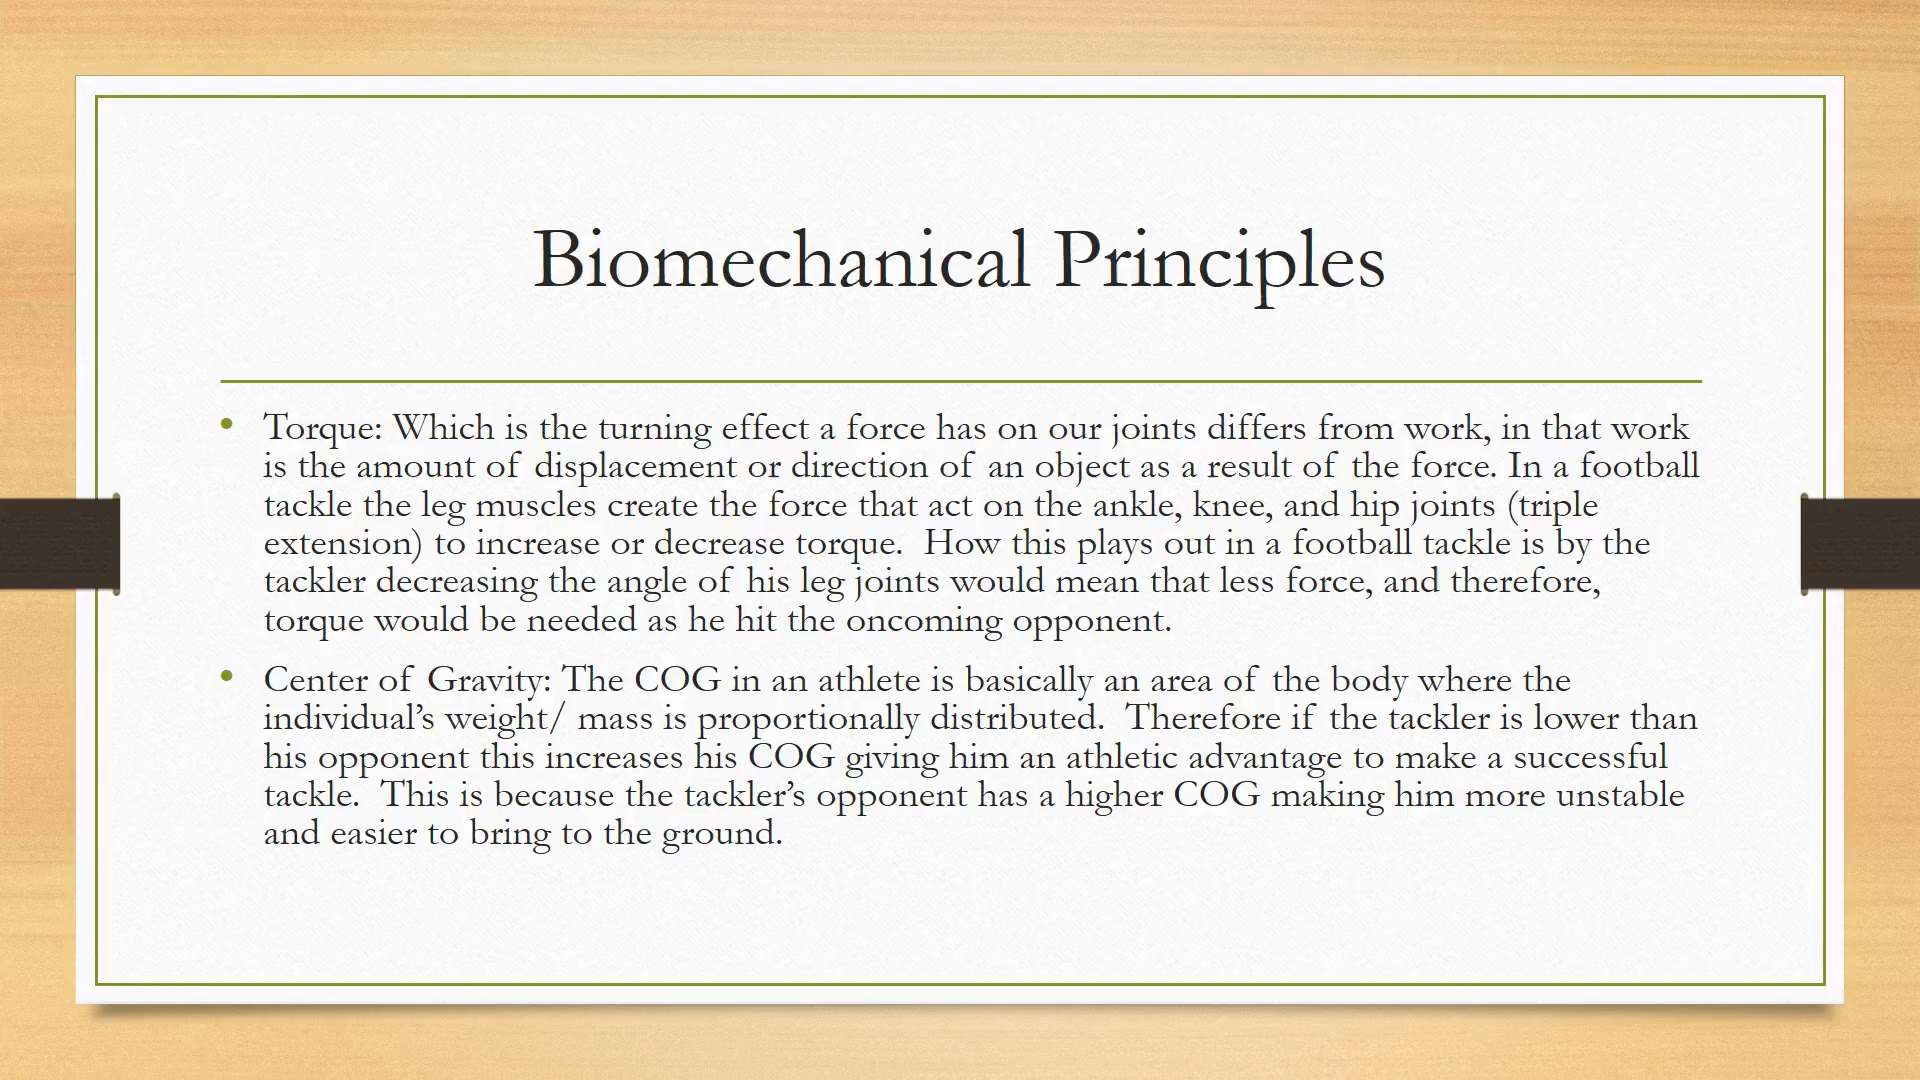 Biomechanical Principles
• Torque: Which is the turning effect a force has on our joints differs from work, in that work
is the amount of displacement or direction of an object as a result of the force. In a football
tackle the leg muscles create the force that act on the ankle, knee, and hip joints (triple
extension) to increase or decrease torque.  How this plays out in a football tackle is by the
tackler decreasing the angle of his leg joints would mean that less force, and therefore,
torque would be needed as he hit the oncoming opponent.
• Center of Gravity: The COG in an athlete is basically an area of the body where the
individual’s weight/ mass is proportionally distributed.  Therefore if the tackler is lower than
his opponent this increases his COG giving him an athletic advantage to make a successful
tackle.  This is because the tackler’s opponent has a higher COG making him more unstable
and easier to bring to the ground.